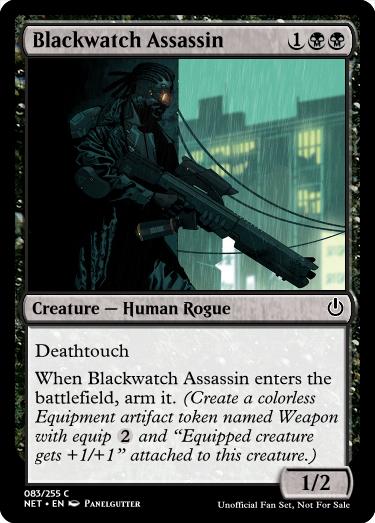 Blackwatch Assassin 1
Creature — Human Rogue
Deathtouch
When Blackwatch Assassin enters the
battlefield, arm it. (Create a colorless
Equipment artifact token named Weapon
with equip 2 and “Equipped creature
gets +1/+1” attached to this creature.)
1/2
083/255 C
NET • EN PANELGUTTER
Unofficial Fan Set, Not For Sale